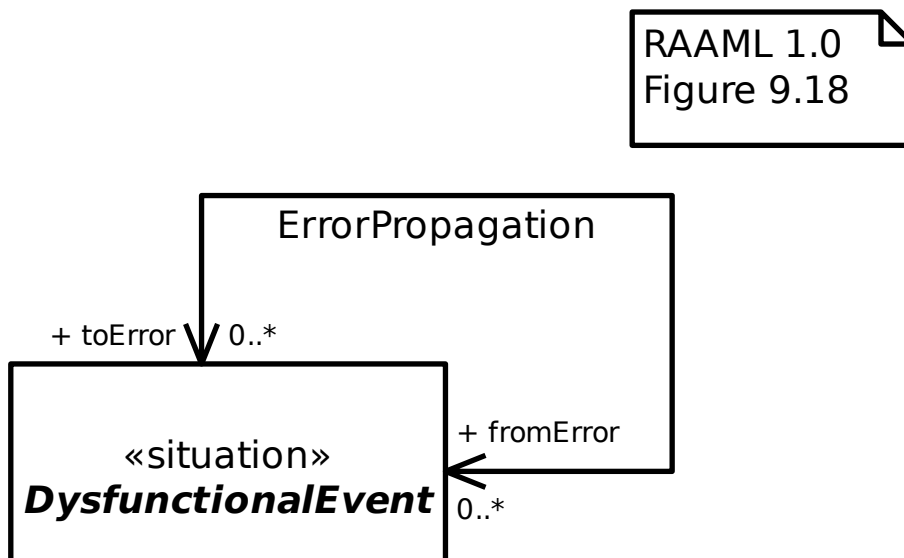 RAAML 1.0
Figure 9.18
ErrorPropagation
+ toError 0..*
+ fromError
«situation»
DysfunctionalEvent
0..*